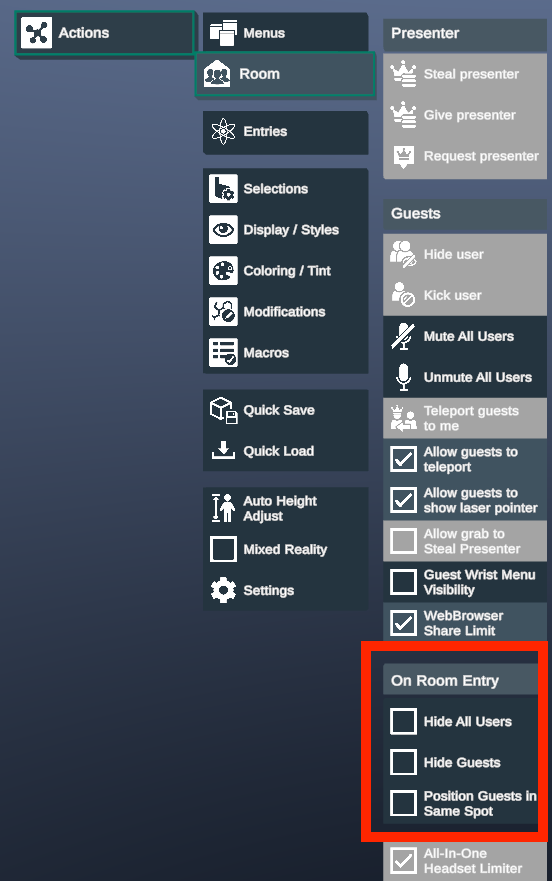 Actions
Menus
Room
Entries
Selections
Display / Styles
Coloring / Tint
Modifications
Macros
Quick Save
Quick Load
Auto Height
Adjust
Mixed Reality
Settings
Presenter
Steal presenter
Give presenter
Request presenter
Guests
Hide user
Kick user
Mute All Users
Unmute All Users
Teleport guests
to me
Allow guests to
teleport
Allow guests to
show laser pointer
Allow grab to
Steal Presenter
Guest Wrist Menu
Visibility
WebBrowser
Share Limit
On Room Entry
Hide All Users
Hide Guests
Position Guests in
Same Spot
All-In-One
Headset Limiter